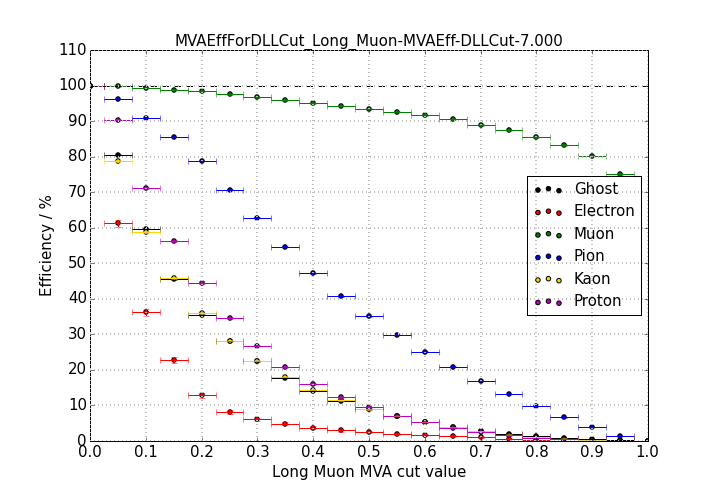 MVAEffForDLLCut_Long_Muon-MVAEff-DLLCut-7.000
110
100
90
80
70
60
50
40
30
20
10
0
Efficiency / %
Ghost
Electron
Muon
Pion
Kaon
Proton
0.0 0.1 0.2 0.3 0.4 0.5 0.6 0.7 0.8 0.9 1.0
Long Muon MVA cut value